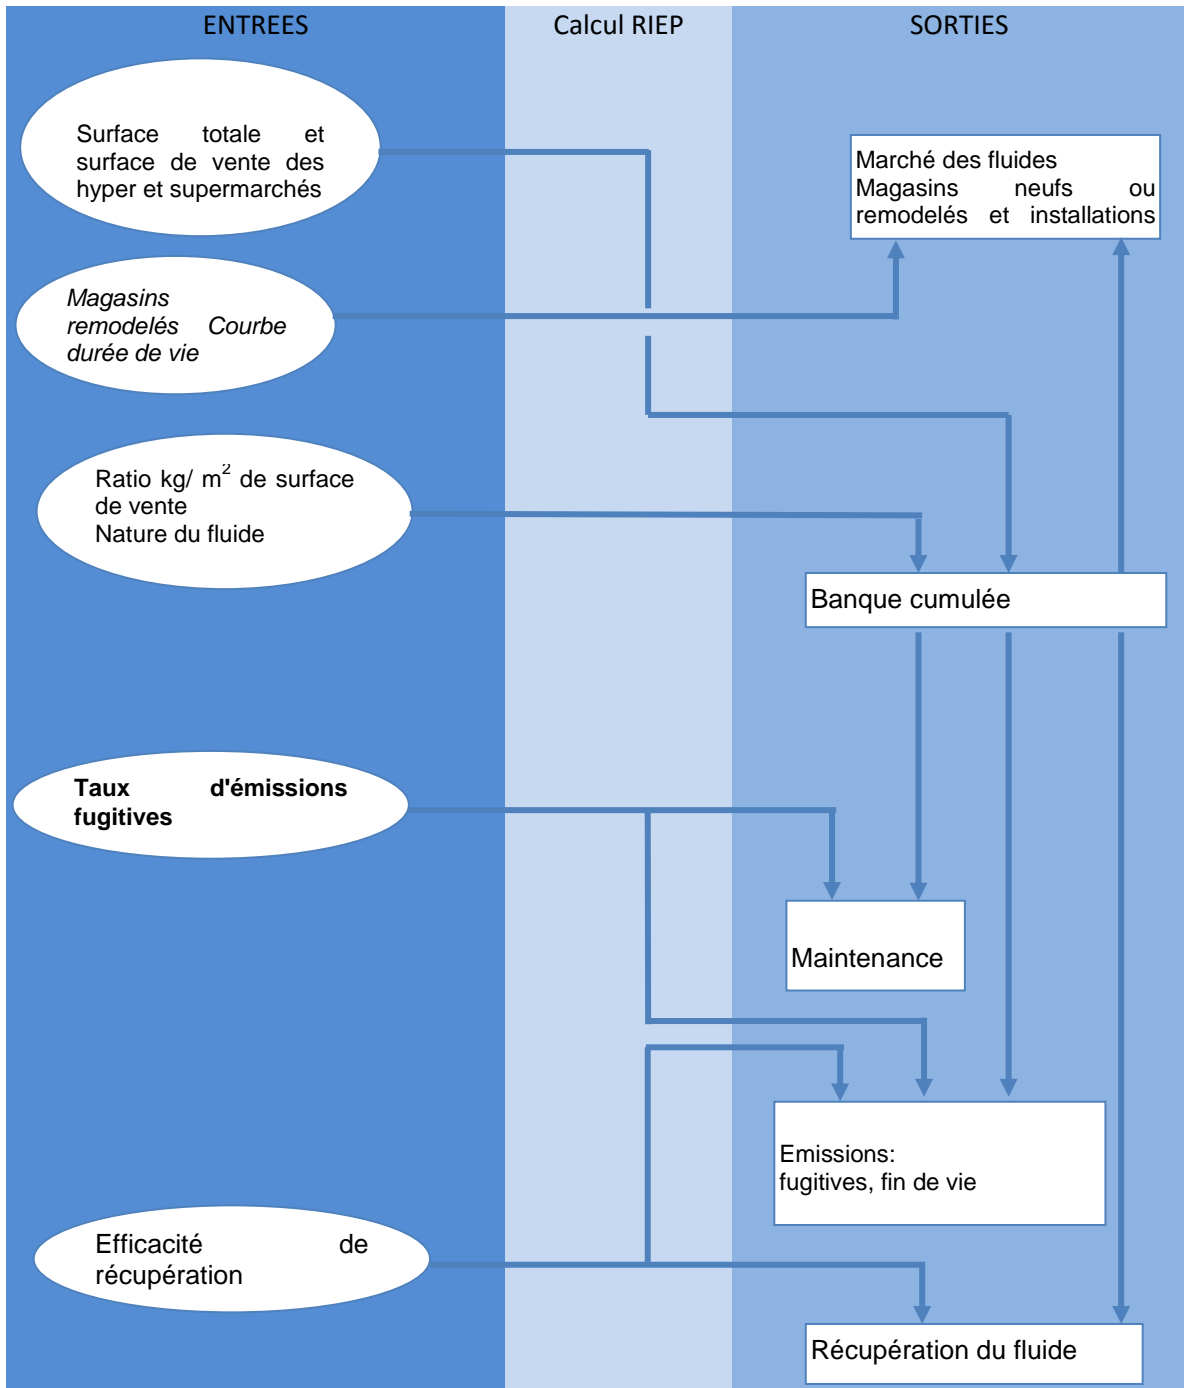 ENTREES
Calcul RIEP
SORTIES
Surface totale et
surface de vente des
hyper et supermarchés
Marché des fluides
Magasins neufs ou
remodelés et installations
Magasins
remodelés Courbe
durée de vie
Ratio kg/ m² de surface
de vente
Nature du fluide
Banque cumulée
Taux d'émissions
fugitives
Maintenance
Emissions:
fugitives, fin de vie
Efficacité de
récupération
Récupération du fluide